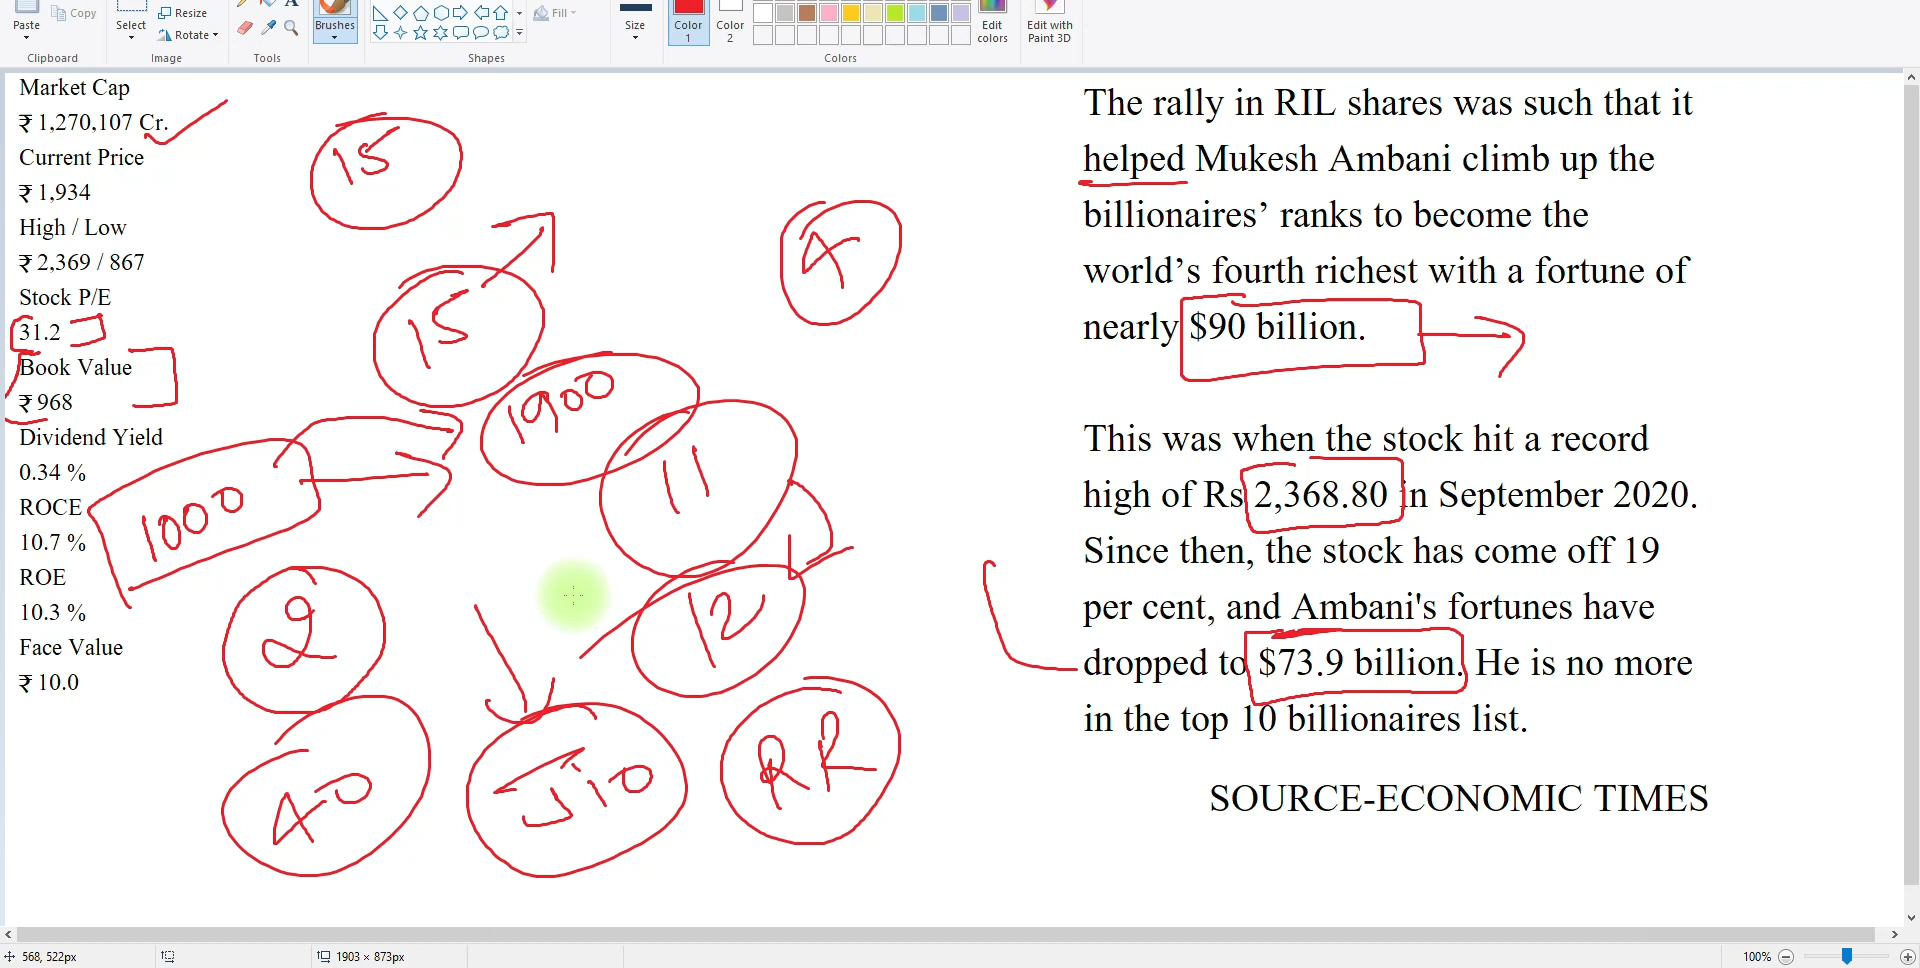 Paste
Copy
Clipboard
Select
Resize
Rotate
Image
Tools
Brushes
Shapes
Fill
Size
Color 1
Color 2
Colors
Edit colors
Edit with Paint 3D
Market Cap
₹ 1,270,107 Cr.
Current Price
₹ 1,934
High / Low
₹ 2,369 / 867
Stock P/E
31.2
Book Value
₹ 968
Dividend Yield
0.34 %
ROCE
10.7 %
ROE
10.3 %
Face Value
₹ 10.0
15
15
4
1900
11
1000
12
2
40
Jio
RR
The rally in RIL shares was such that it
helped Mukesh Ambani climb up the
billionaires’ ranks to become the
world’s fourth richest with a fortune of
nearly $90 billion.
This was when the stock hit a record
high of Rs 2,368.80 in September 2020.
Since then, the stock has come off 19
per cent, and Ambani's fortunes have
dropped to $73.9 billion. He is no more
in the top 10 billionaires list.
SOURCE-ECONOMIC TIMES
568, 522px
1903 × 873px
100%